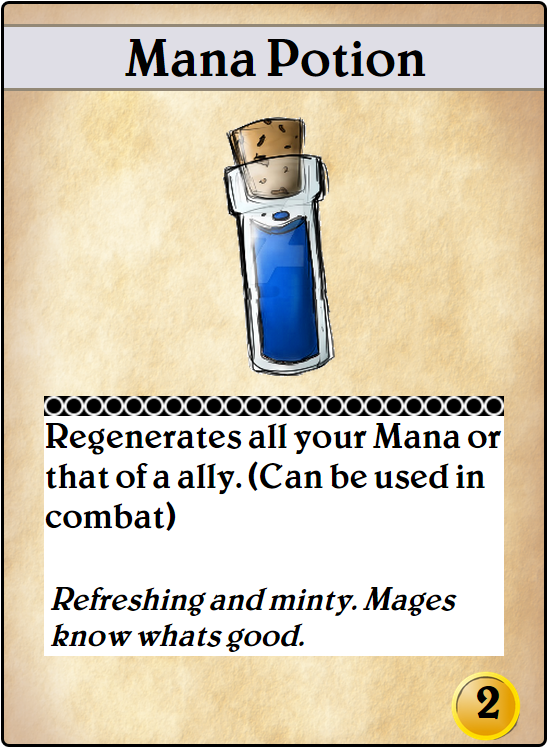 Mana Potion
Regenerates all your Mana or
that of a ally. (Can be used in
combat)
Refreshing and minty. Mages
know whats good.
2